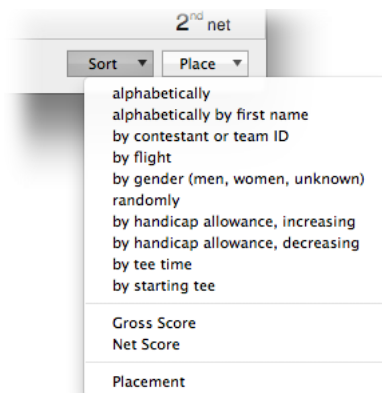 2nd net
Sort Place
alphabetically
alphabetically by first name
by contestant or team ID
by flight
by gender (men, women, unknown)
randomly
by handicap allowance, increasing
by handicap allowance, decreasing
by tee time
by starting tee
Gross Score
Net Score
Placement